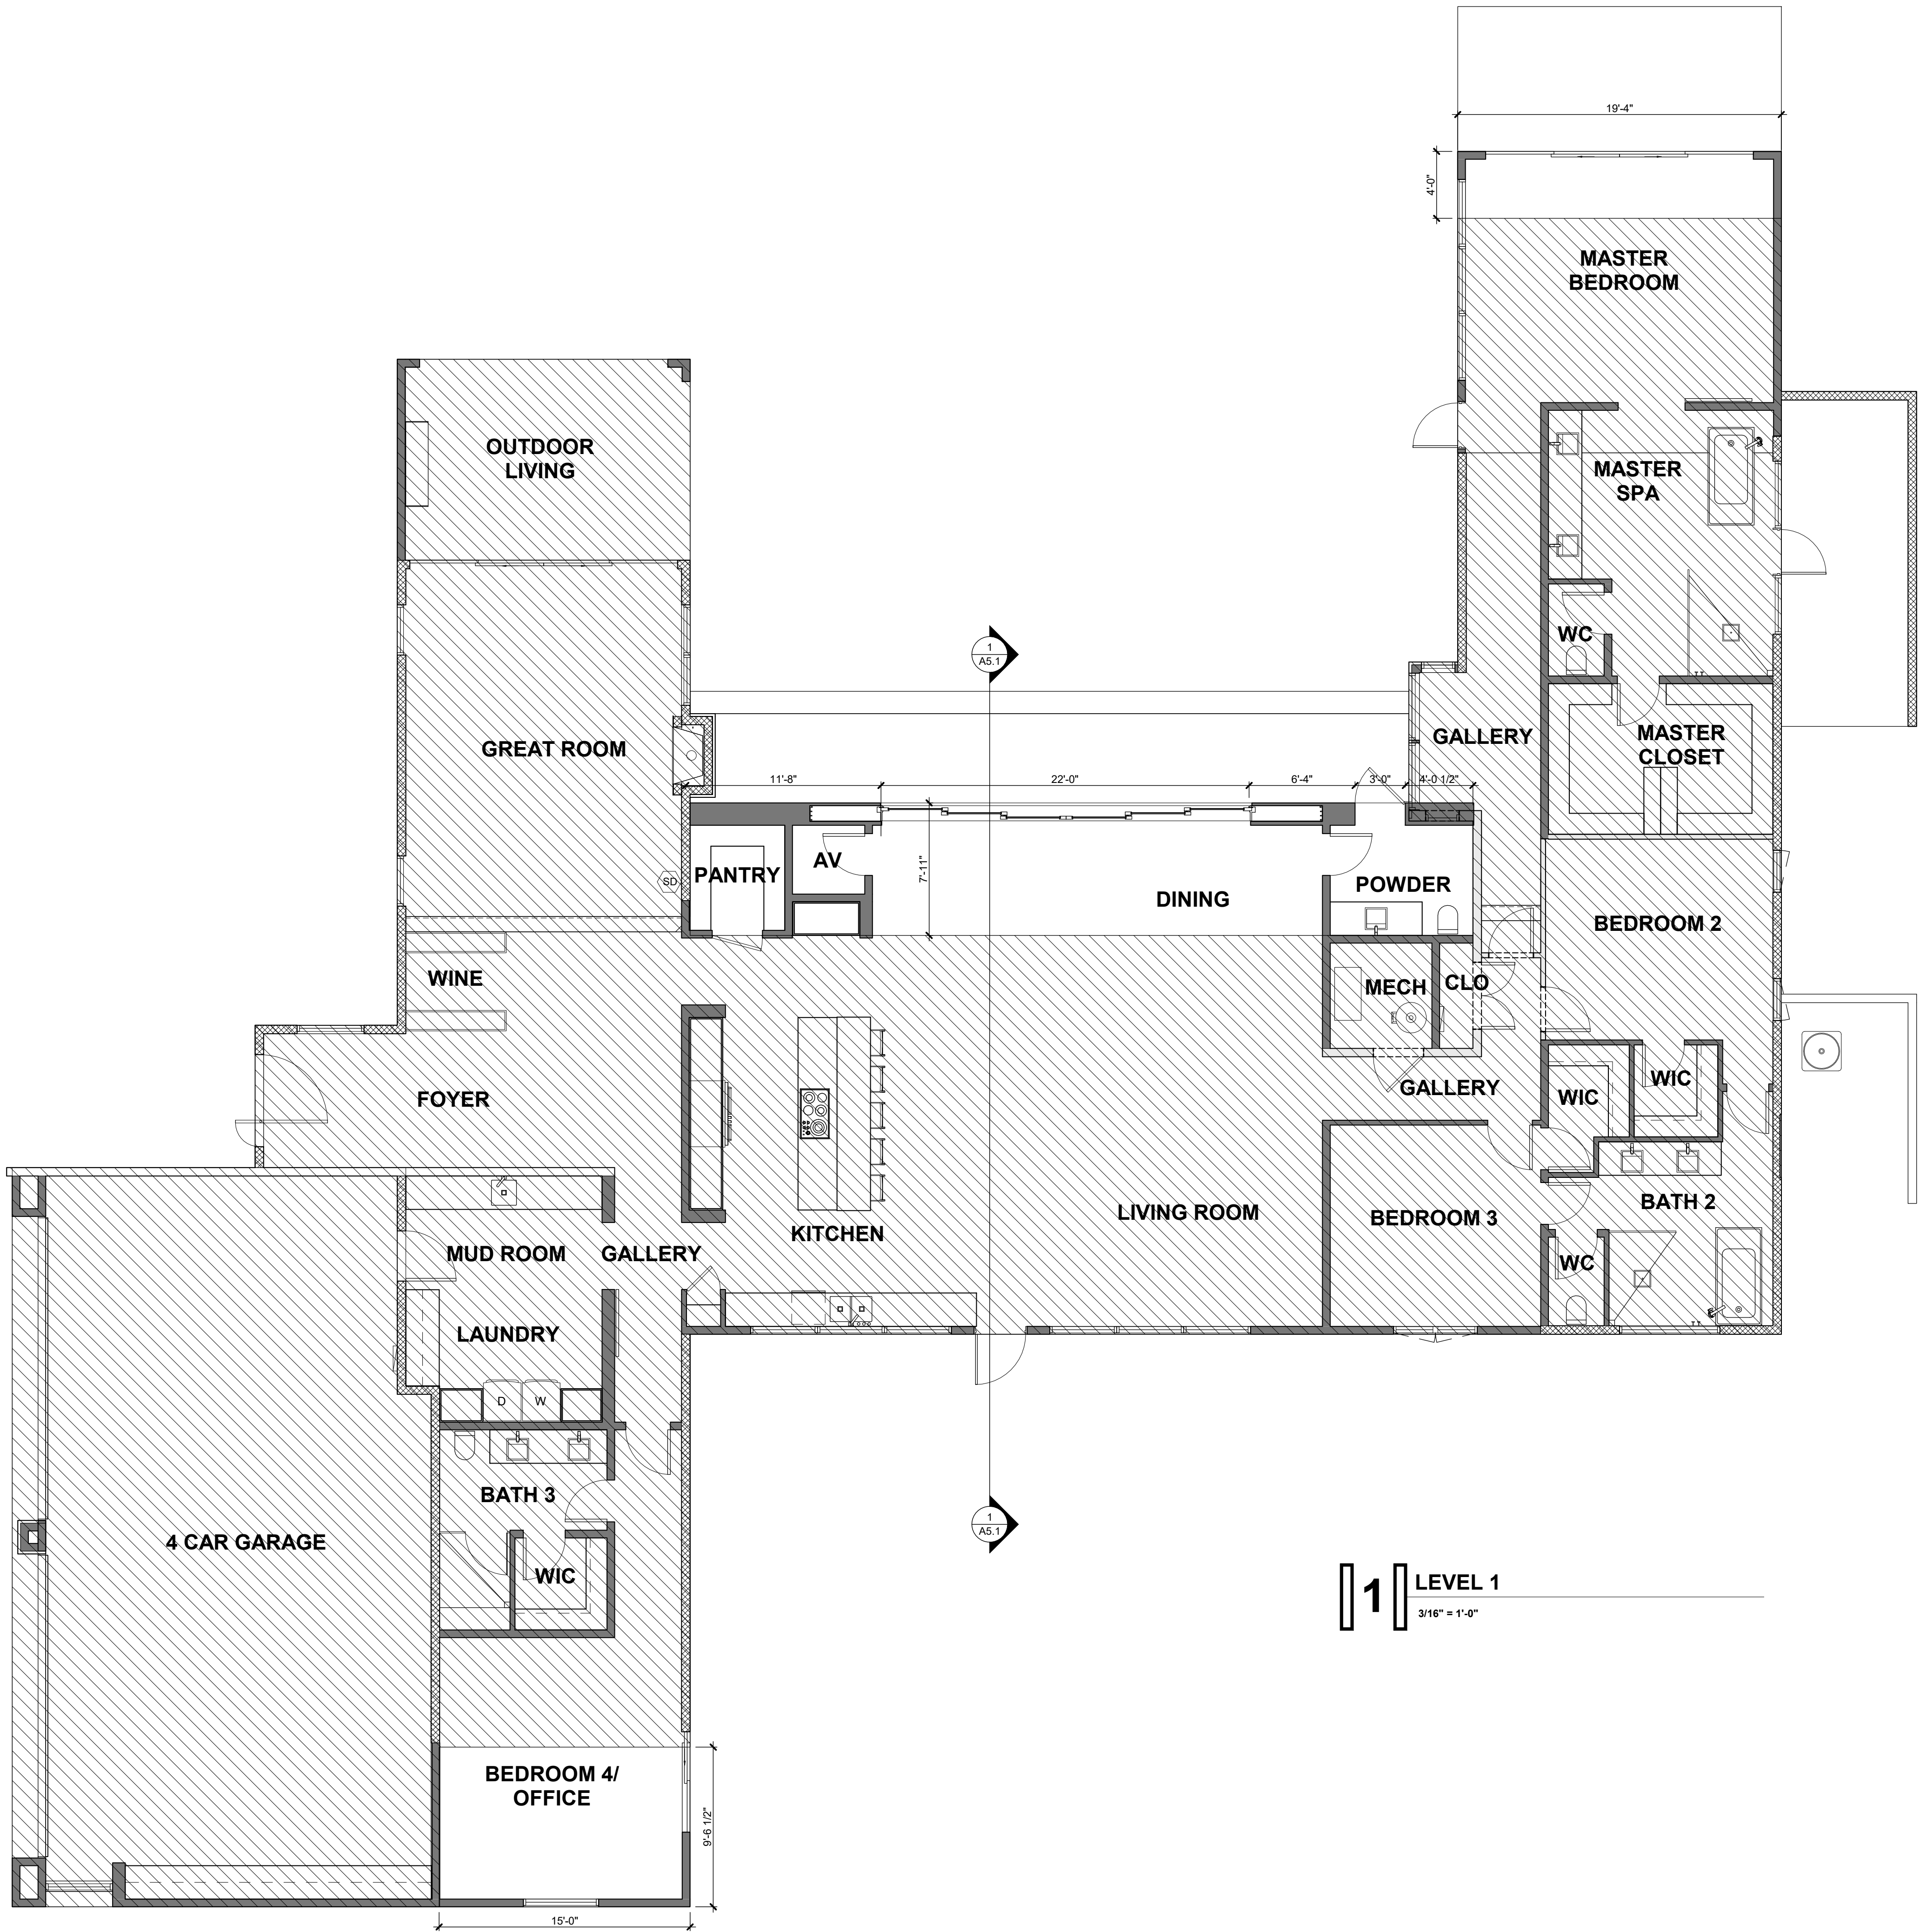 19'-4"
4'-0"
MASTER
BEDROOM
OUTDOOR
LIVING
MASTER
SPA
WC
1
A5.1
GREAT ROOM
GALLERY
MASTER
CLOSET
11'-8"
22'-0"
6'-4"
3'-0"
4'-0 1/2"
7'-11"
PANTRY
AV
SD
DINING
POWDER
BEDROOM 2
WINE
MECH
CLO
FOYER
GALLERY
WIC
WIC
MUD ROOM
GALLERY
KITCHEN
LIVING ROOM
BEDROOM 3
BATH 2
WC
LAUNDRY
D
W
BATH 3
1
A5.1
4 CAR GARAGE
WIC
1
LEVEL 1
3/16" = 1'-0"
BEDROOM 4/
OFFICE
9'-6 1/2"
15'-0"